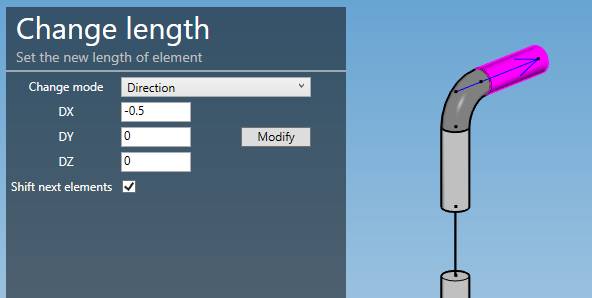 Change length
Set the new length of element
Change mode Direction
DX -0.5
DY 0 Modify
DZ 0
Shift next elements